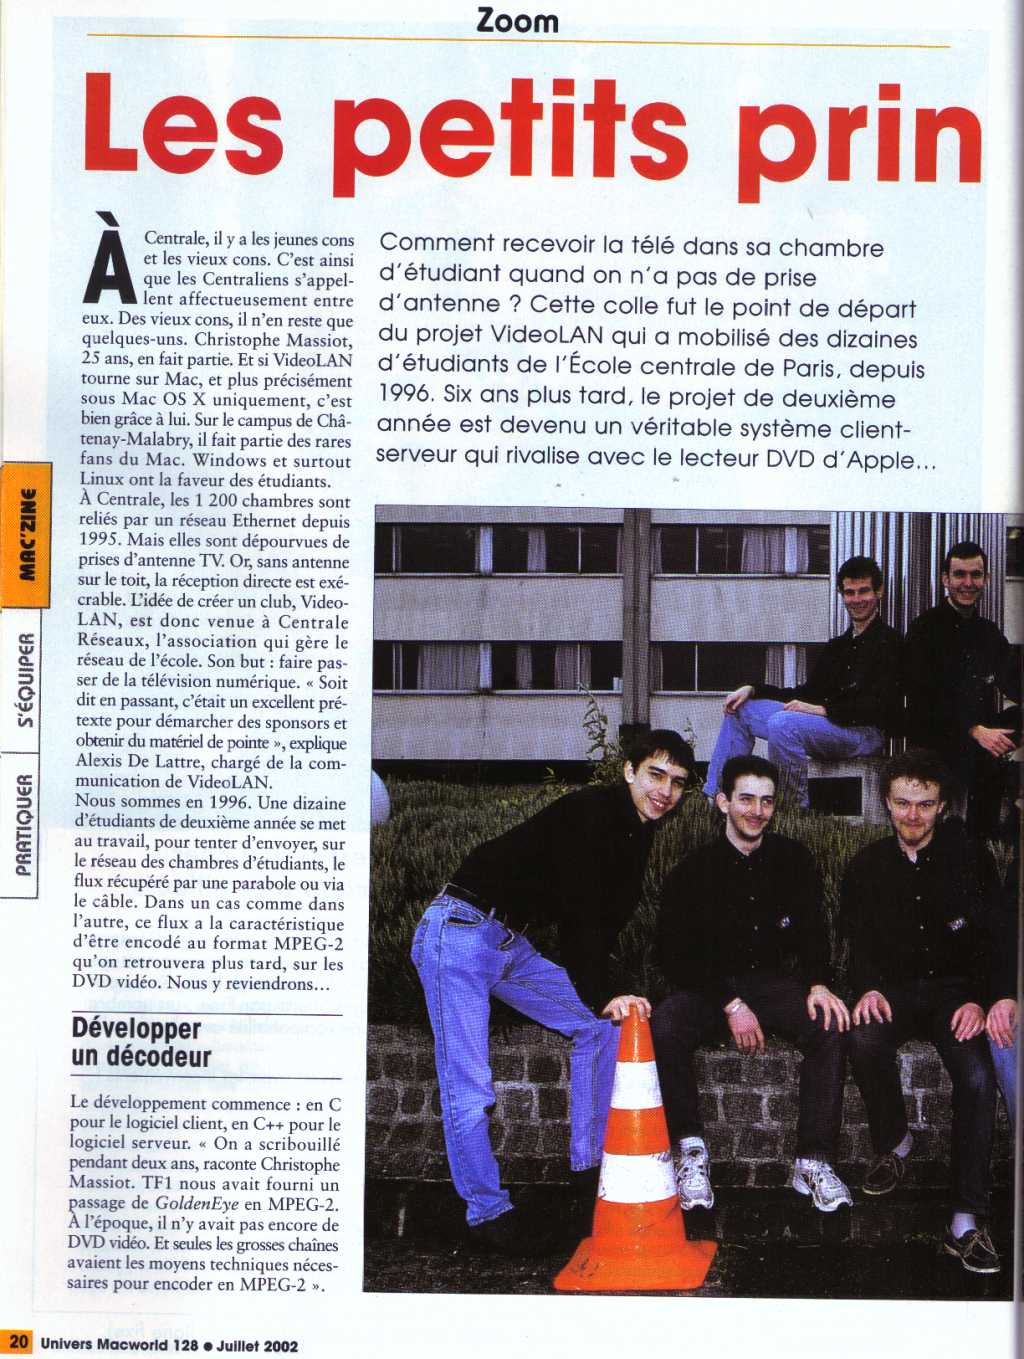 Zoom
Les petits prin
À Centrale, il y a les jeunes cons
et les vieux cons. C'est ainsi
que les Centraliens s'appel-
lent affectueusement entre
eux. Des vieux cons, il n'en reste que
quelques-uns. Christophe Massiot,
25 ans, en fait partie. Et si VideoLAN
tourne sur Mac, et plus précisément
sous Mac OS X uniquement, c'est
bien grâce à lui. Sur le campus de Châ-
tenay-Malabry, il fait partie des rares
fans du Mac. Windows et surtout
Linux ont la faveur des étudiants.
À Centrale, les 1 200 chambres sont
reliés par un réseau Ethernet depuis
1995. Mais elles sont dépourvues de
prises d'antenne TV. Or, sans antenne
sur le toit, la réception directe est exé-
crable. L'idée de créer un club, Video-
LAN, est donc venue à Centrale
Réseaux, l'association qui gère le
réseau de l'école. Son but : faire pas-
ser de la télévision numérique. « Soit
dit en passant, c'était un excellent pré-
texte pour démarcher des sponsors et
obtenir du matériel de pointe », explique
Alexis De Lattre, chargé de la com-
munication de VideoLAN.
Nous sommes en 1996. Une dizaine
d'étudiants de deuxième année se met
au travail, pour tenter d'envoyer, sur
le réseau des chambres d'étudiants, le
flux récupéré par une parabole ou via
le câble. Dans un cas comme dans
l'autre, ce flux a la caractéristique
d'être encodé au format MPEG-2
qu'on retrouvera plus tard, sur les
DVD vidéo. Nous y reviendrons...
Développer
un décodeur
Le développement commence : en C
pour le logiciel client, en C++ pour le
logiciel serveur. « On a scribouillé
pendant deux ans, raconte Christophe
Massiot. TF1 nous avait fourni un
passage de GoldenEye en MPEG-2.
À l'époque, il n'y avait pas encore de
DVD vidéo. Et seules les grosses chaînes
avaient les moyens techniques néces-
saires pour encoder en MPEG-2 ».
Comment recevoir la télé dans sa chambre
d'étudiant quand on n'a pas de prise
d'antenne ? Cette colle fut le point de départ
du projet VideoLAN qui a mobilisé des dizaines
d'étudiants de l'École centrale de Paris, depuis
1996. Six ans plus tard, le projet de deuxième
année est devenu un véritable système client-
serveur qui rivalise avec le lecteur DVD d'Apple...
MAC'ZINE
S'ÉQUIPER
PRATIQUER
20 Univers Macworld 128 ● Juillet 2002